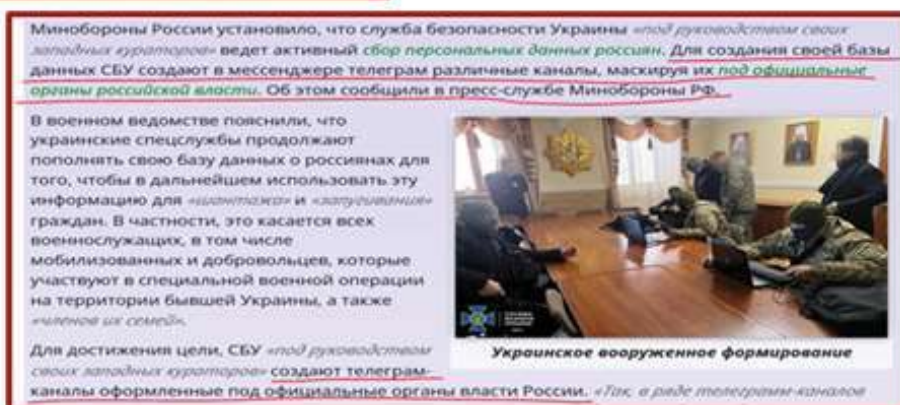 Минобороны России установило, что служба безопасности Украины «под руководством своих
западных кураторов» ведет активный сбор персональных данных россиян. Для создания своей базы
данных СБУ создают в мессенджере телеграм различные каналы, маскируя их под официальные
органы российской власти. Об этом сообщили в пресс-службе Минобороны РФ.
В военном ведомстве пояснили, что
украинские спецслужбы продолжают
пополнять свою базу данных о россиянах для
того, чтобы в дальнейшем использовать эту
информацию для «шантажа» и «запугивания»
граждан. В частности, это касается всех
военнослужащих, в том числе
мобилизованных и добровольцев, которые
участвуют в специальной военной операции
на территории бывшей Украины, а также
«членов их семей».
Украинское вооруженное формирование
Для достижения цели, СБУ «под руководством
своих западных кураторов» создают телеграм-
каналы оформленные под официальные органы власти России. «Так, в ряде телеграмм-каналов